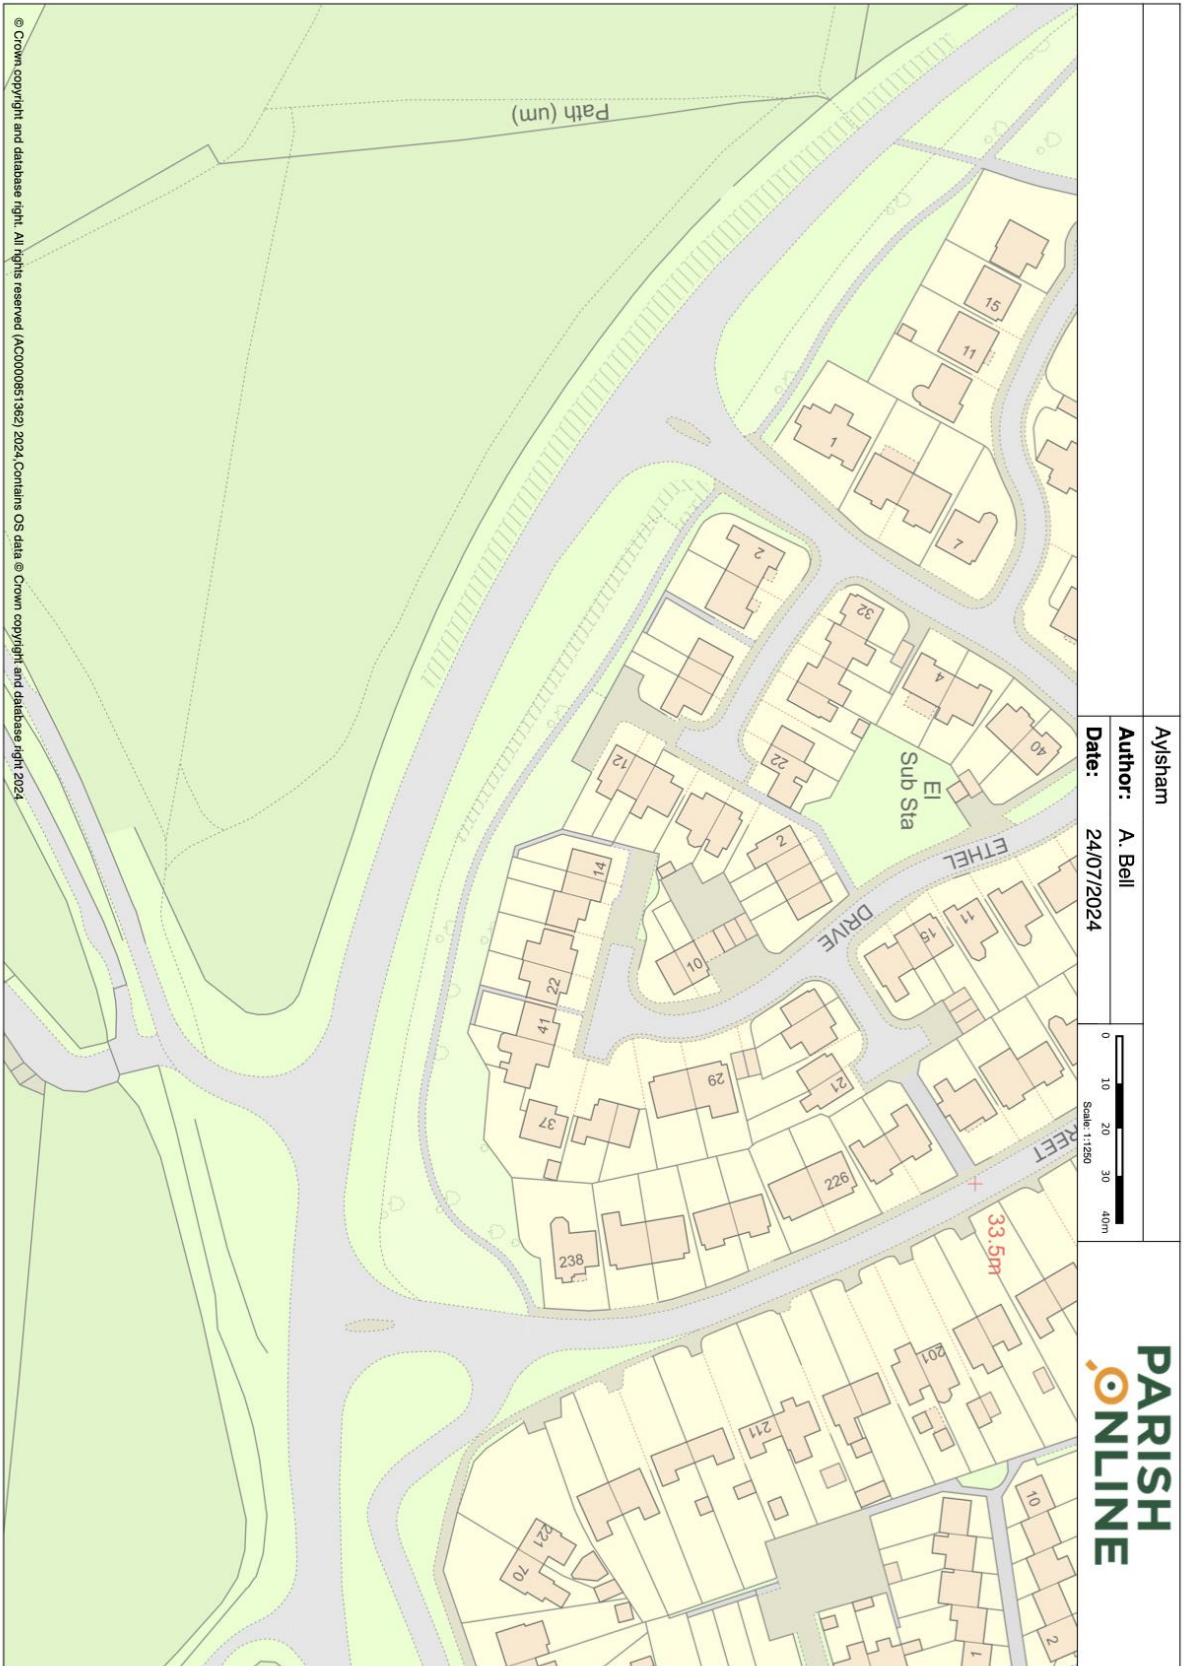 Aylsham
Author: A. Bell
Date: 24/07/2024
0 10 20 30 40m
Scale: 1:1250
PARISH
ONLINE
Path (um)
15
11
1
7
2
32
4
40
El
Sub Sta
22
12
2
ETHEL
DRIVE
14
10
15
11
22
41
37
29
21
226
238
REET
33.5m
201
211
221
70
10
2
1
© Crown copyright and database right. All rights reserved (AC0000851362) 2024,Contains OS data © Crown copyright and database right 2024